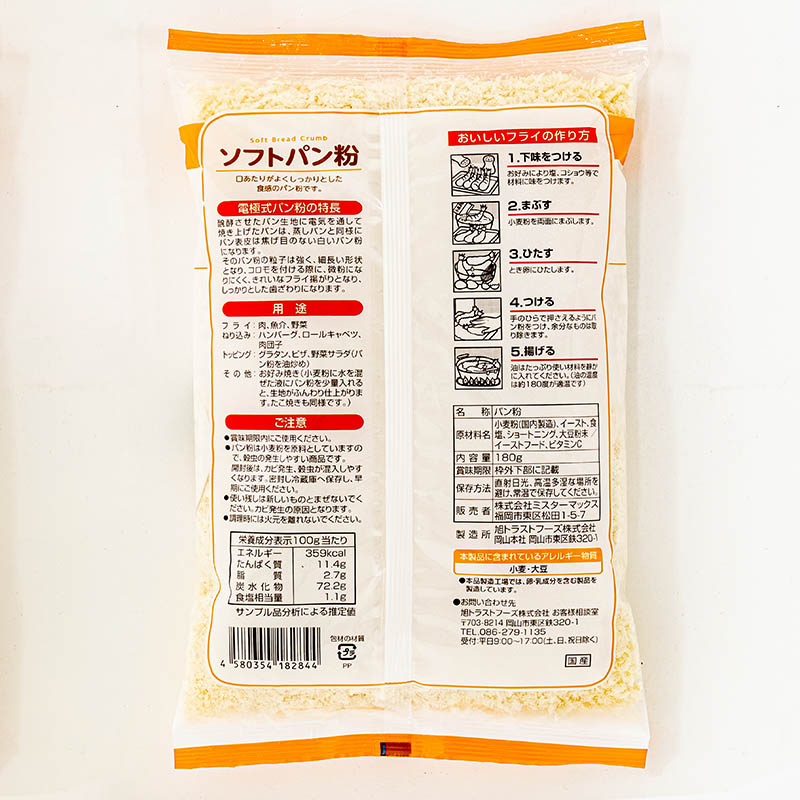 Soft Bread Crumb
ソフトパン粉
口あたりがよくしっかりとした
食感のパン粉です。
電極式パン粉の特長
醗酵させたパン生地に電気を通して
焼き上げたパンは、蒸しパンと同様に
パン表皮は焦げ目のない白いパン粉
になります。
そのパン粉の粒子は強く、細長い形状
となり、コロモを付ける際に、微粉にな
りにくく、きれいなフライ揚がりとなり、
しっかりとした歯ざわりになります。
用途
フライ：肉、魚介、野菜
ねり込み：ハンバーグ、ロールキャベツ、
肉団子
トッピング：グラタン、ピザ、野菜サラダ(パ
ン粉を油炒め)
その他：お好み焼き(小麦粉に水を混
ぜた液にパン粉を少量入れる
と、生地がふんわり仕上がりま
す。たこ焼きも同様です。)
ご注意
●賞味期限内にご使用ください。
●パン粉は小麦粉を原料としていますの
で、穀虫の発生しやすい商品です。
開封後は、カビ発生、穀虫が混入しやす
くなります。密封し冷蔵庫へ保存し、早
期にご使用ください。
●使い残しは新しいものとまぜないでく
ください。カビ発生の原因となります。
●調理時には火元を離れないでください。
栄養成分表示100g当たり
エネルギー 359kcal
たんぱく質 11.4g
脂質 2.7g
炭水化物 72.2g
食塩相当量 1.1g
サンプル品分析による推定値
4 580354 182844
包材の材質
プラ
PP
おいしいフライの作り方
1.下味をつける
お好みにより塩、コショウ等で
材料に味をつけます。
2.まぶす
小麦粉を両面にまぶします。
3.ひたす
とき卵にひたします。
4.つける
手のひらで押さえるようにパ
ン粉をつけ、余分なものは取
り除きます。
5.揚げる
油はたっぷり使い材料を静か
に入れてください。(油の温度
は約180度が適温です)
名称 パン粉
原材料名 小麦粉(国内製造)、イースト、食
塩、ショートニング、大豆粉末／
イーストフード、ビタミンC
内容量 180g
賞味期限 枠外下部に記載
保存方法 直射日光、高温多湿な場所を
避け、常温で保存してください。
販売者 株式会社ミスターマックス
福岡市東区松田1-5-7
製造所 旭トラストフーズ株式会社
岡山本社 岡山市東区鉄320-1
本製品に含まれているアレルギー物質
小麦・大豆
●本品製造工場では、卵・乳成分を含む製品を
製造しています。
●お問い合わせ先
旭トラストフーズ株式会社 お客様相談室
〒703-8214 岡山市東区鉄320-1
TEL.086-279-1135
受付:平日9:00〜17:00(土、日、祝日除く)
国産